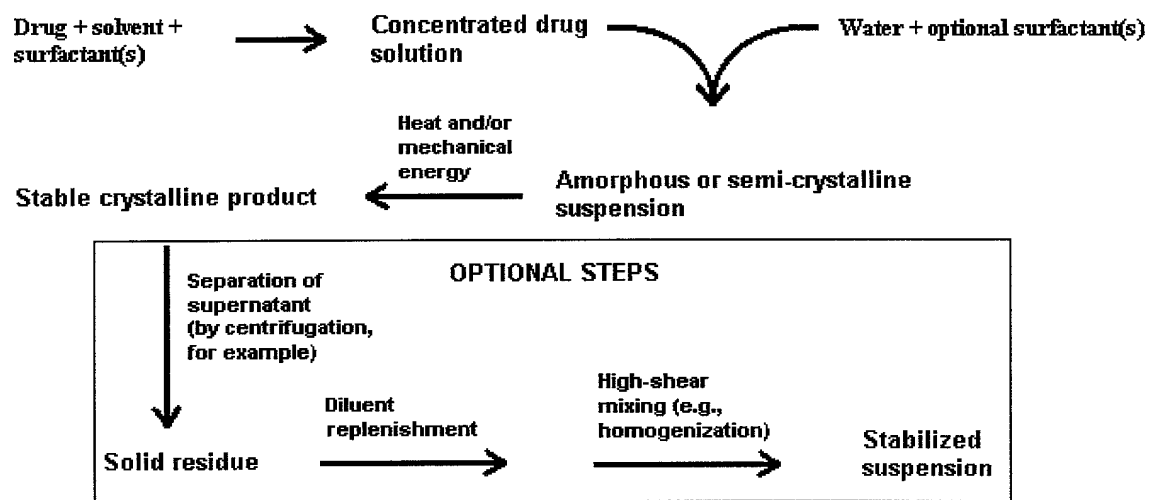 Drug + solvent +
surfactant(s)
Concentrated drug
solution
Water + optional surfactant(s)
Heat and/or
mechanical
energy
Stable crystalline product
Amorphous or semi-crystalline
suspension
OPTIONAL STEPS
Separation of
supernatant
(by centrifugation,
for example)
Diluent
replenishment
High-shear
mixing (e.g.,
homogenization)
Solid residue
Stabilized
suspension